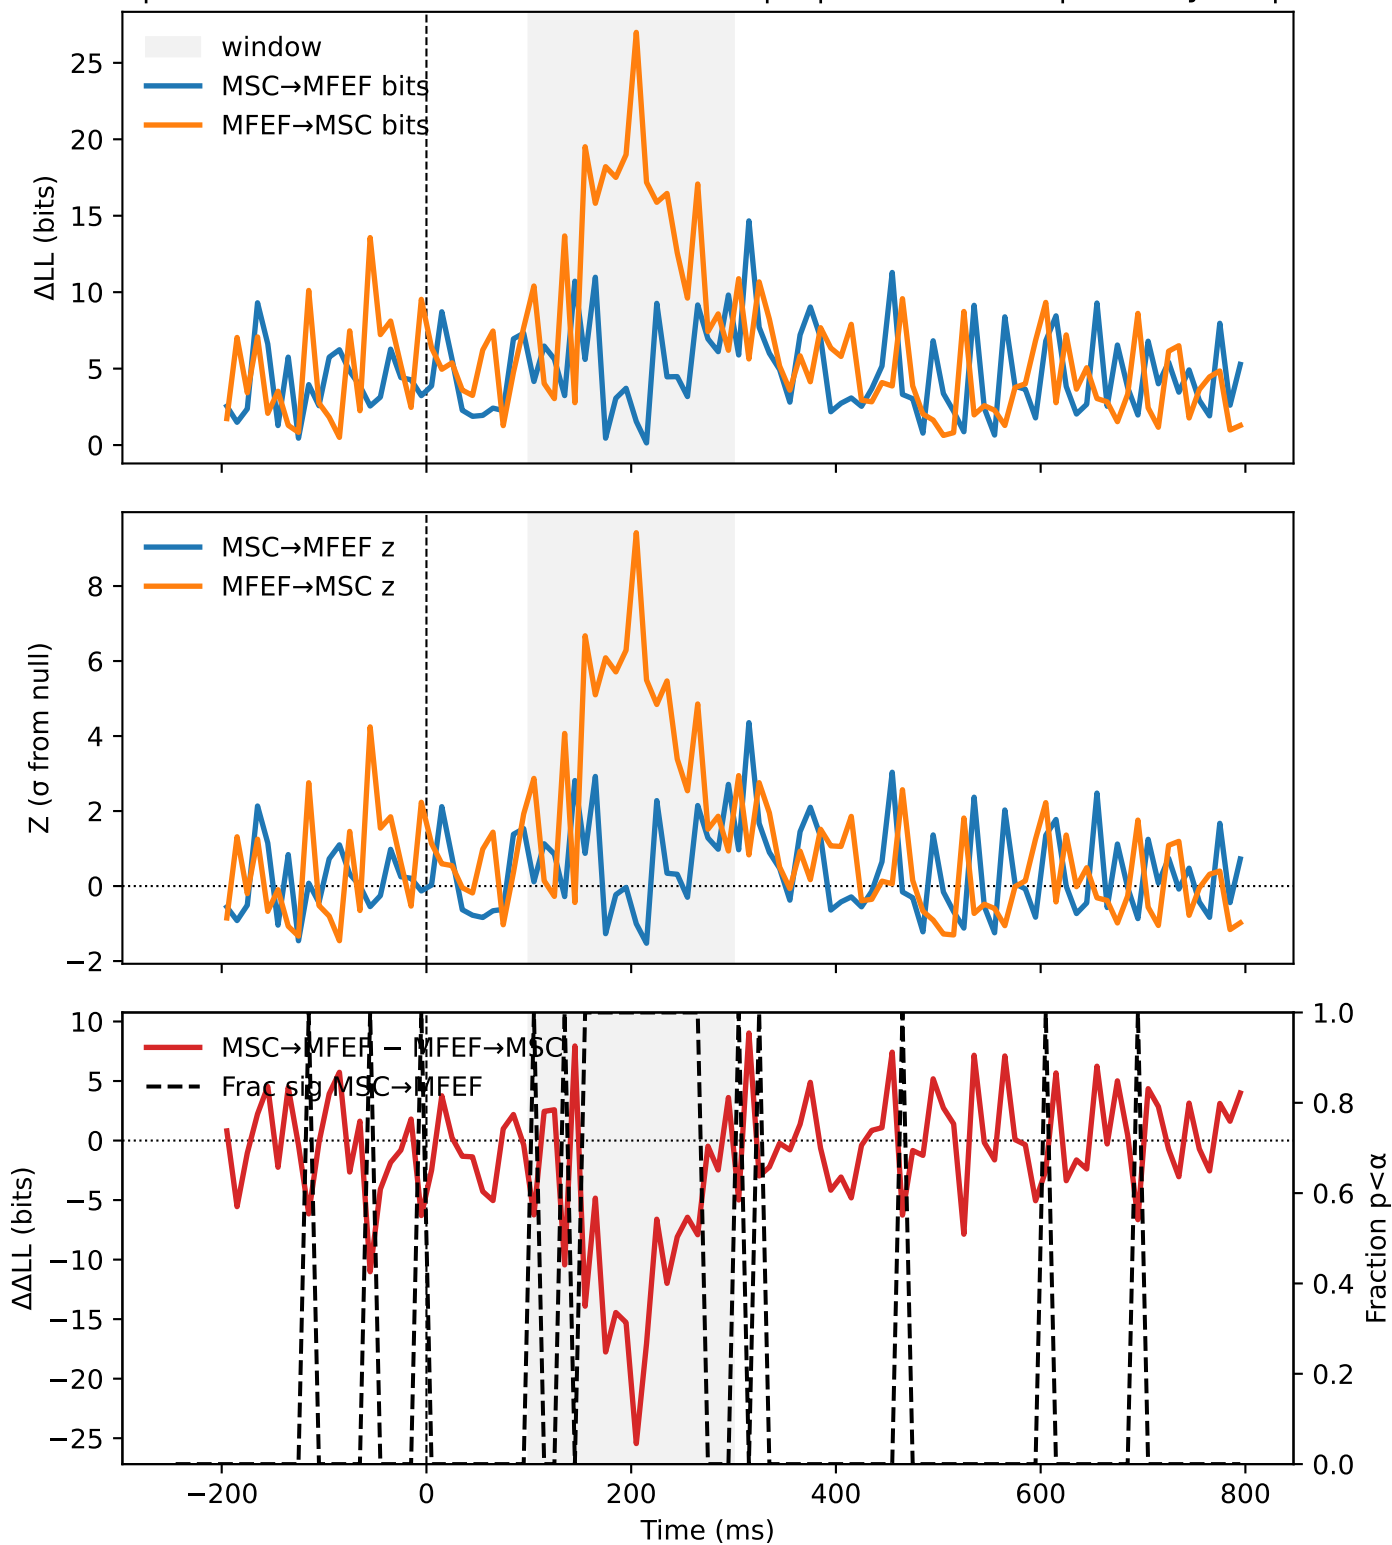 window
MSC→MFEF bits
MFEF→MSC bits
25
20
15
10
5
0
ΔLL (bits)
MSC→MFEF z
MFEF→MSC z
8
6
4
2
0
−2
Z (σ from null)
MSC→MFEF − MFEF→MSC
Frac sig MSC→MFEF
10
5
0
−5
−10
−15
−20
−25
ΔΔLL (bits)
1.0
0.8
0.6
0.4
0.2
0.0
Fraction p<α
−200 0 200 400 600 800
Time (ms)